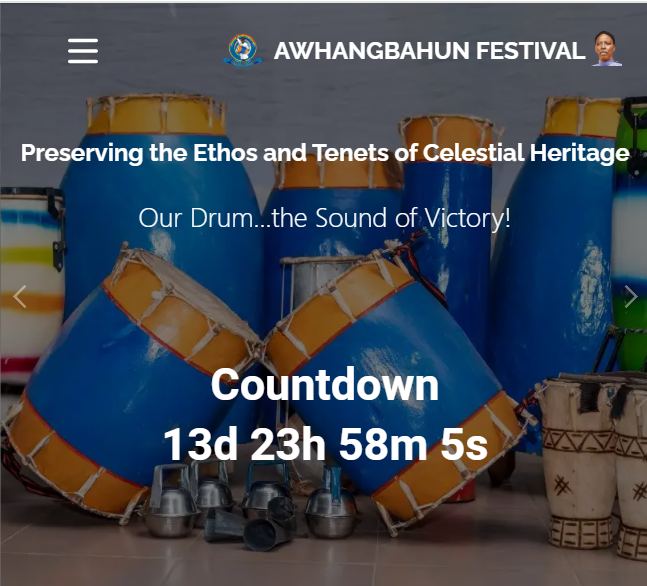 AWHANGBAHUN FESTIVAL
Preserving the Ethos and Tenets of Celestial Heritage
Our Drum...the Sound of Victory!
Countdown
13d 23h 58m 5s